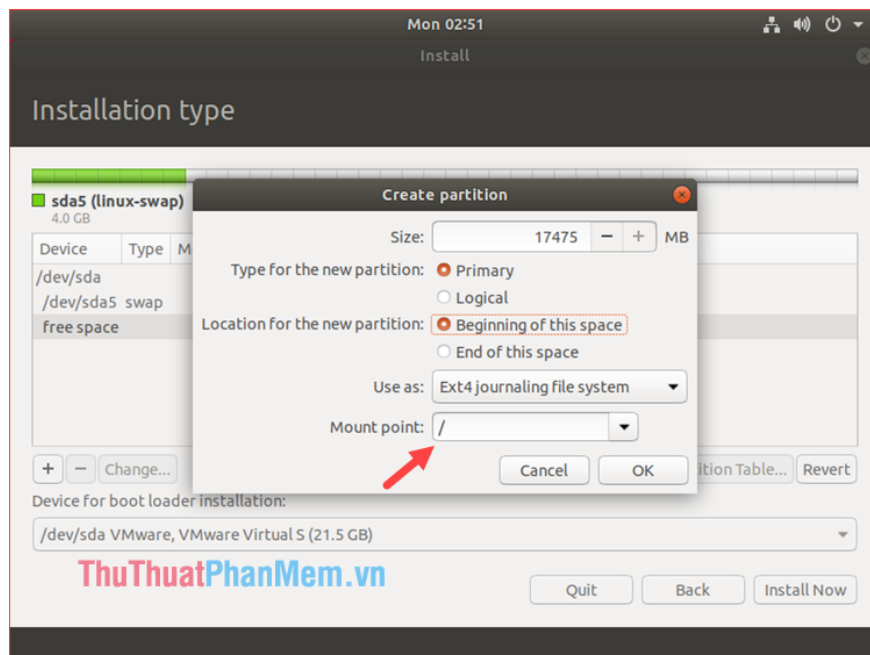 Mon 02:51
Install
Installation type
sda5 (linux-swap)
4.0 GB
Device Type M
/dev/sda
/dev/sda5 swap
free space
Create partition
Size: 17475 − + MB
Type for the new partition: Primary
Logical
Location for the new partition: Beginning of this space
End of this space
Use as: Ext4 journaling file system
Mount point: /
Cancel OK
+ − Change... ition Table... Revert
Device for boot loader installation:
/dev/sda VMware, VMware Virtual S (21.5 GB)
ThuThuatPhanMem.vn
Quit Back Install Now